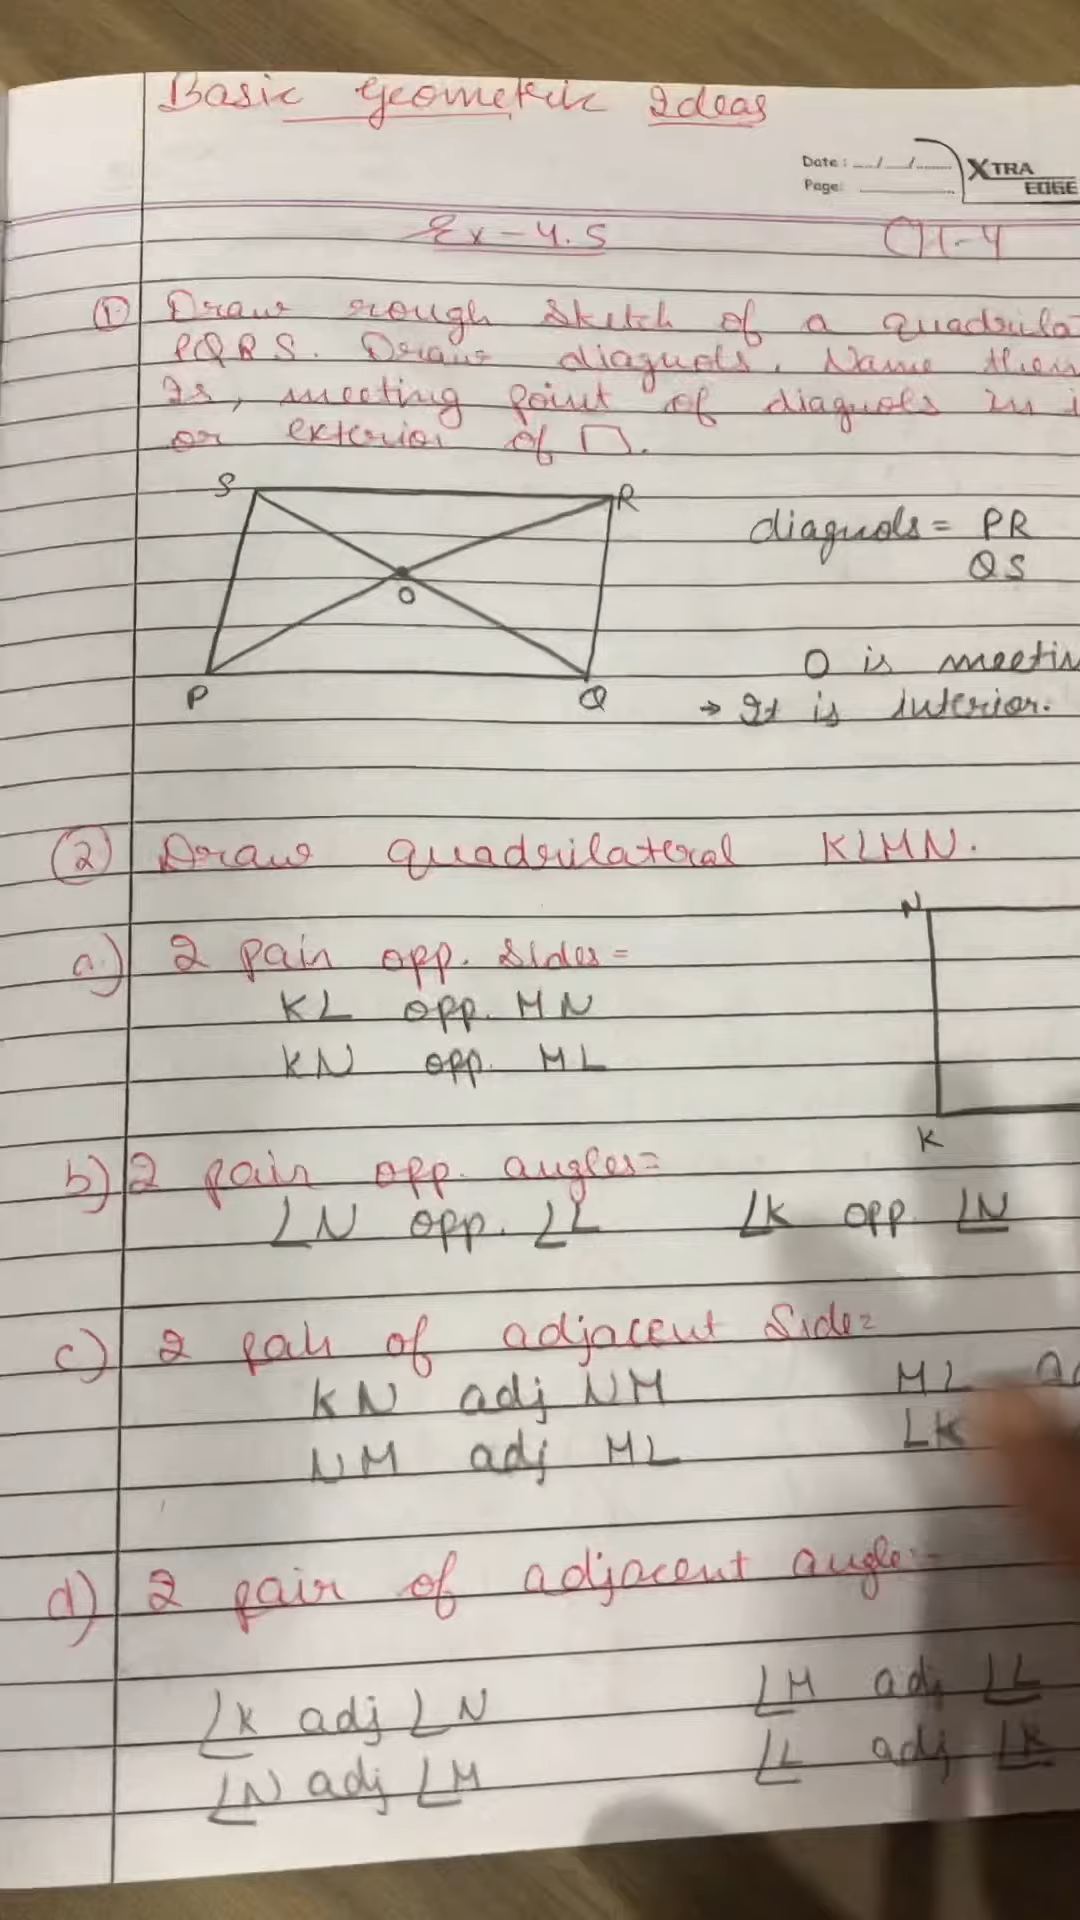 Basic Geometric Ideas
Date : ..../..../........
Page:
XTRA
EDGE
Ex-4.5
CH-4
① Draw rough sketch of a quadrila
PQRS. Draw diaguols. Name them
Is, meeting point of diaguols in i
or exterior of □.
S
R
O
P
Q
diaguols = PR
QS
O is meetin
→ It is interior.
② Draw quadrilateral KLMN.
N
K
a) 2 pair opp. sides =
KL opp. MN
KN opp. ML
b) 2 pair opp. angles=
∠N opp. ∠L ∠K opp. ∠N
c) 2 pair of adjacent side=
KN adj NM ML
NM adj ML LK
d) 2 pair of adjacent angle:-
∠K adj ∠N ∠M adj ∠L
∠N adj ∠M ∠L adj ∠K